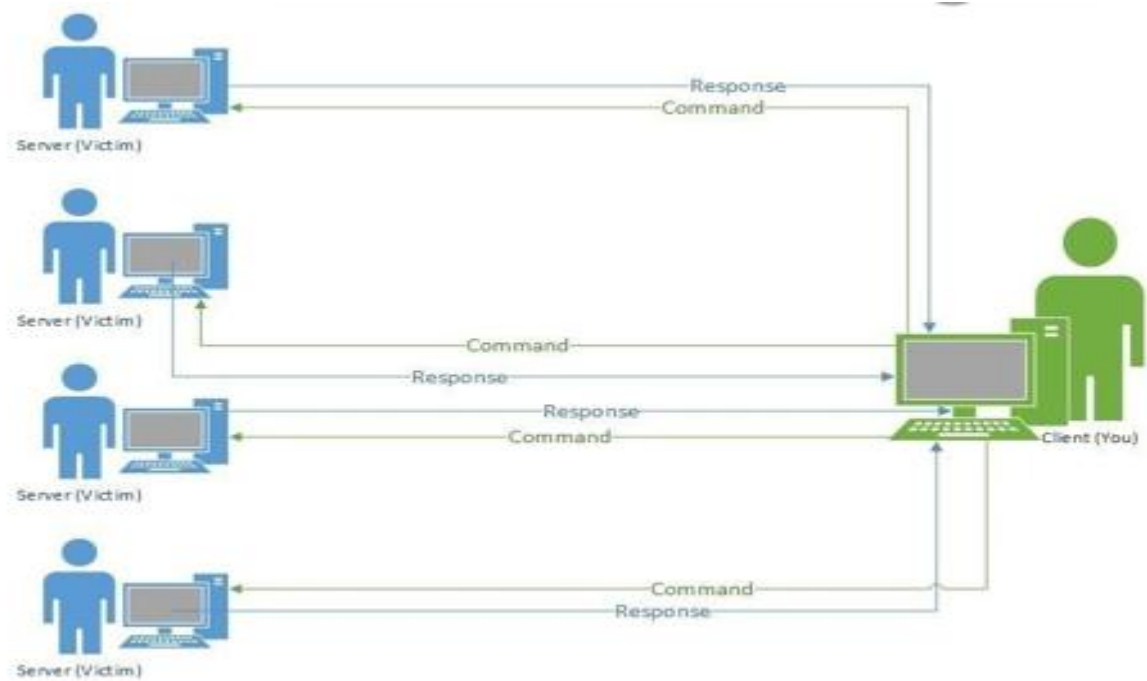 Response
Command
Server (Victim)
Server (Victim)
Command
Response
Response
Command
Client (You)
Server (Victim)
Command
Response
Server (Victim)